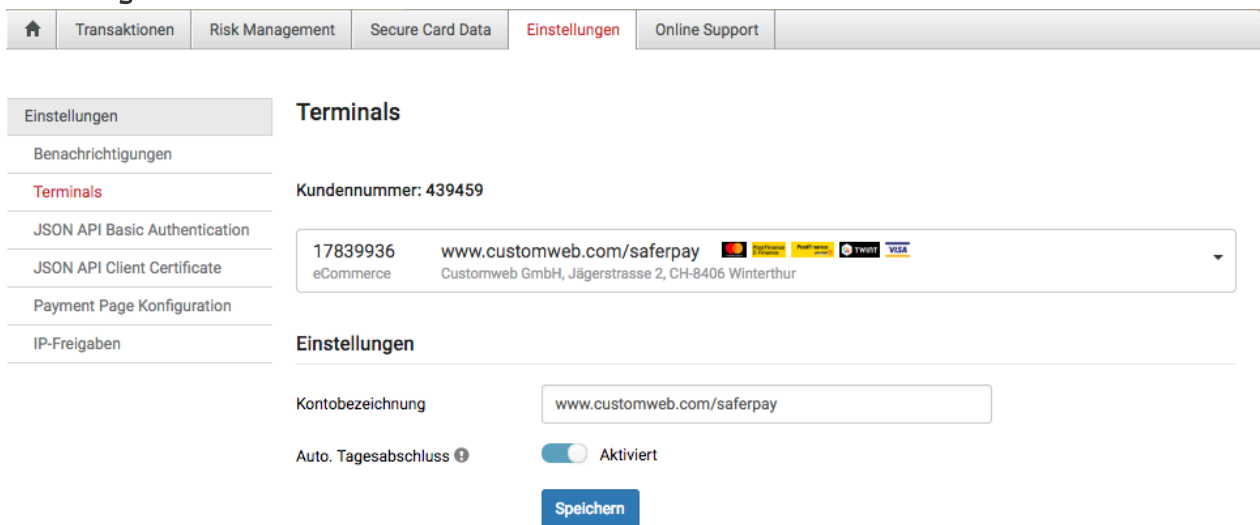 Transaktionen
Risk Management
Secure Card Data
Einstellungen
Online Support
Einstellungen
Benachrichtigungen
Terminals
JSON API Basic Authentication
JSON API Client Certificate
Payment Page Konfiguration
IP-Freigaben
Terminals
Kundennummer: 439459
17839936 www.customweb.com/saferpay TWINT VISA
eCommerce Customweb GmbH, Jägerstrasse 2, CH-8406 Winterthur
Einstellungen
Kontobezeichnung www.customweb.com/saferpay
Auto. Tagesabschluss Aktiviert
Speichern